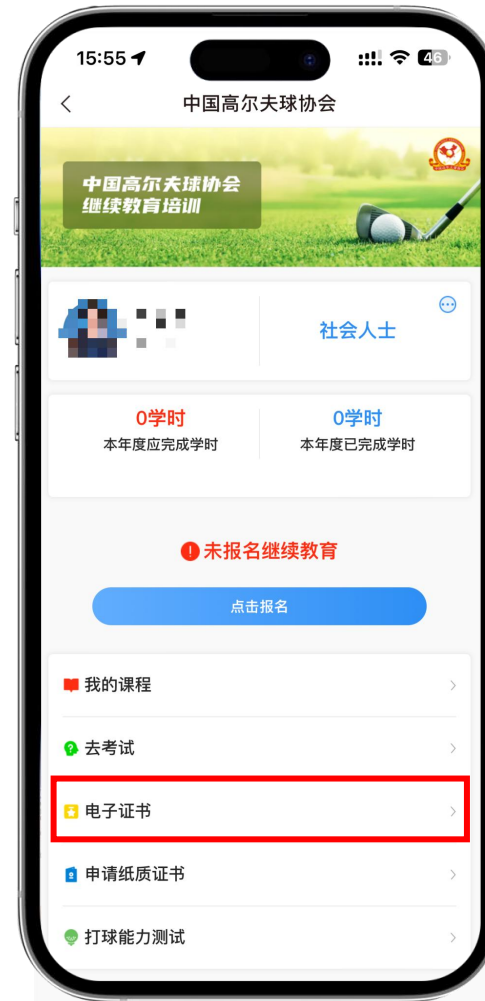 15:55
46
中国高尔夫球协会
中国高尔夫球协会
继续教育培训
社会人士
0学时
本年度应完成学时
0学时
本年度已完成学时
未报名继续教育
点击报名
我的课程
去考试
电子证书
申请纸质证书
打球能力测试